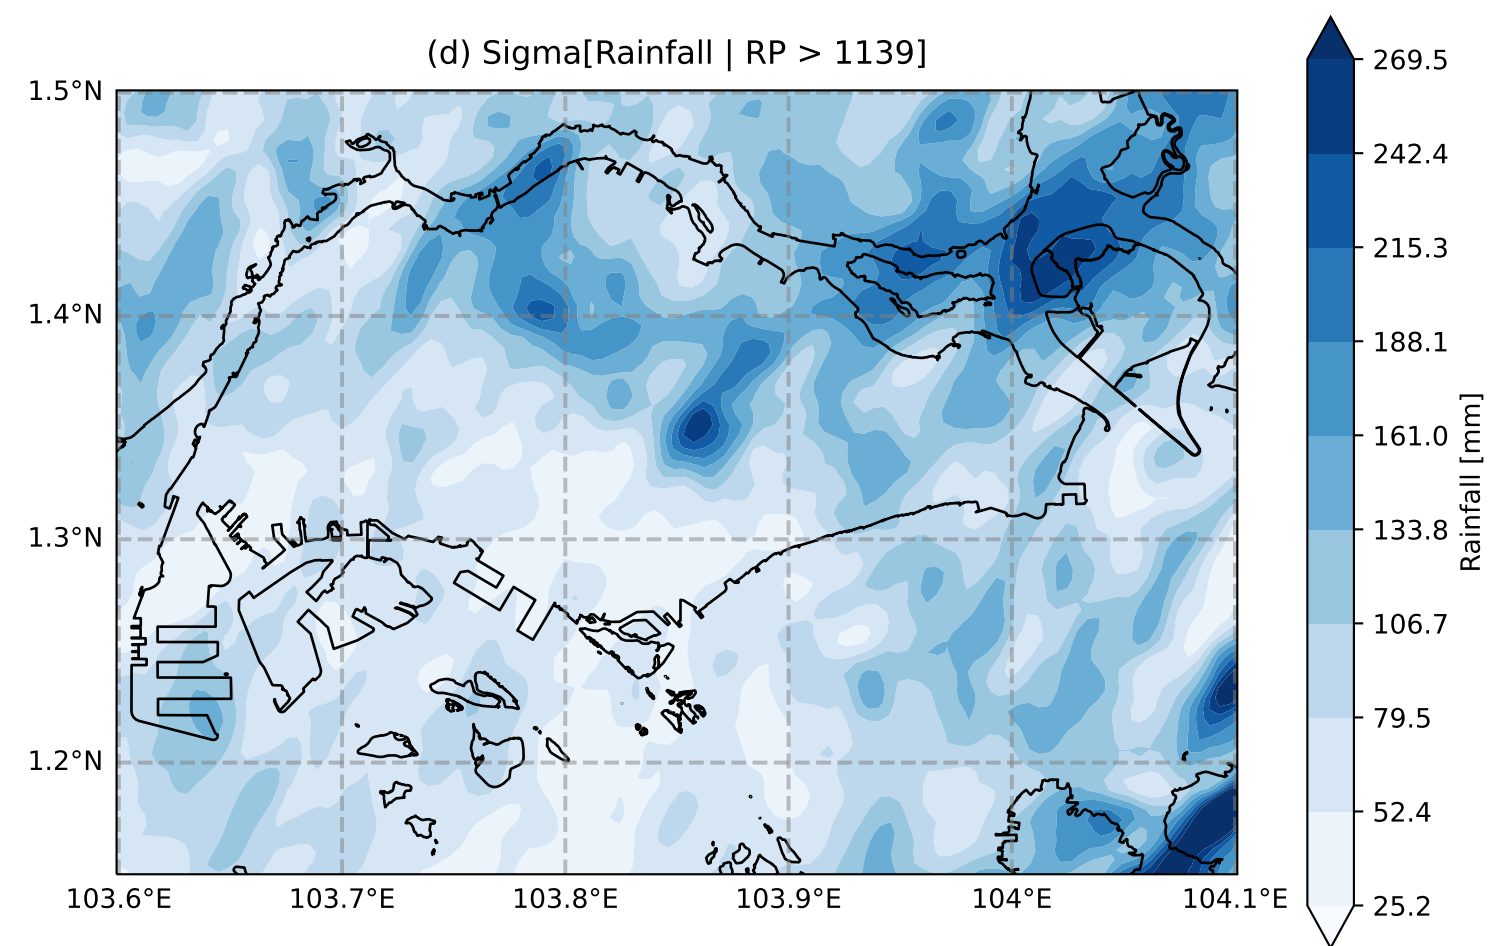 (d) Sigma[Rainfall | RP > 1139]
1.5°N
1.4°N
1.3°N
1.2°N
103.6°E
103.7°E
103.8°E
103.9°E
104°E
104.1°E
269.5
242.4
215.3
188.1
161.0
133.8
106.7
79.5
52.4
25.2
Rainfall [mm]